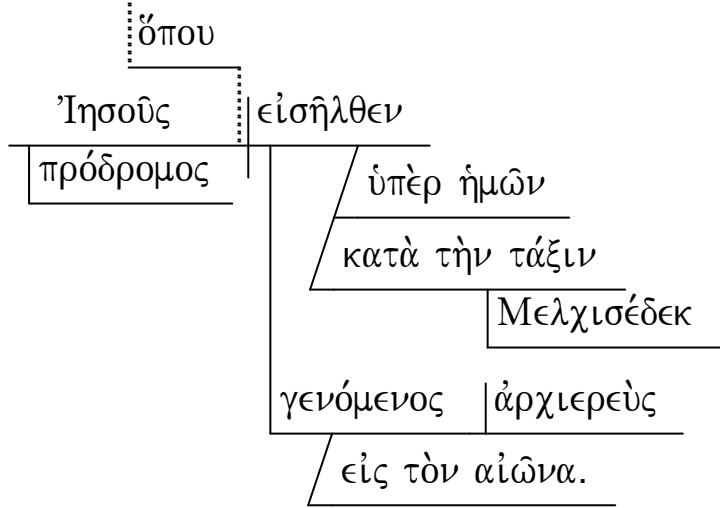 ὅπου
Ἰησοῦς εἰσῆλθεν
πρόδρομος
ὑπὲρ ἡμῶν
κατὰ τὴν τάξιν
Μελχισέδεκ
γενόμενος ἀρχιερεὺς
εἰς τὸν αἰῶνα.